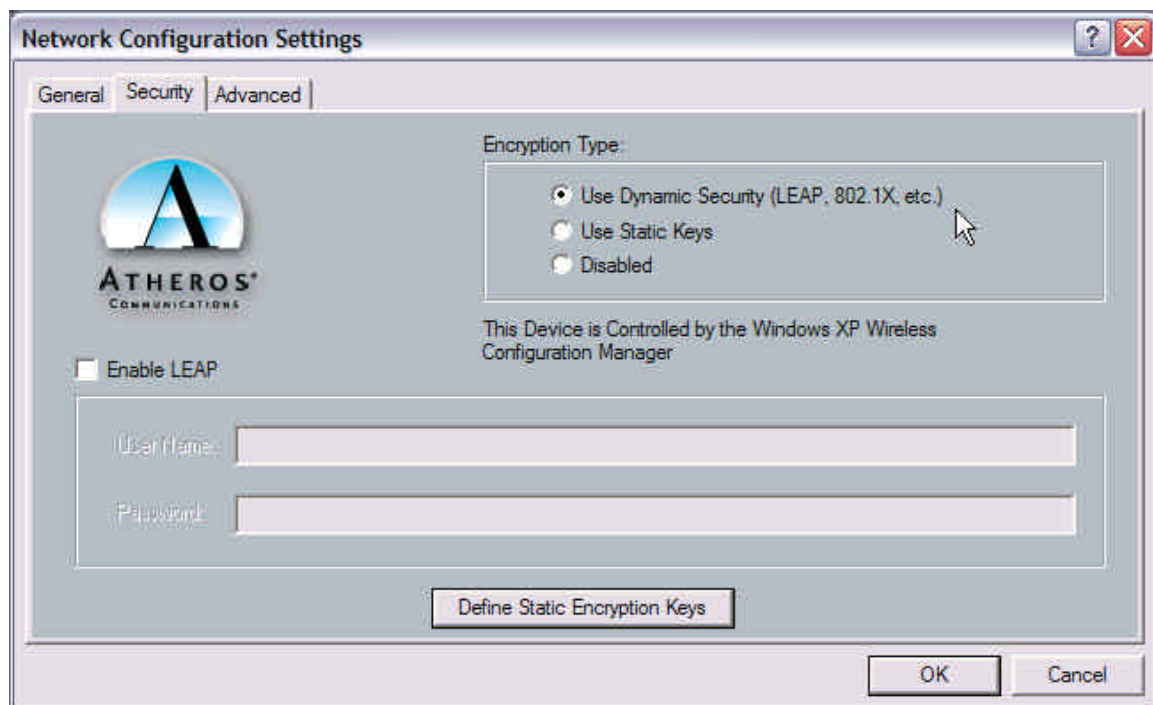 Network Configuration Settings
General Security Advanced
Encryption Type:
Use Dynamic Security (LEAP, 802.1X, etc.)
Use Static Keys
Disabled
ATHEROS®
COMMUNICATIONS
This Device is Controlled by the Windows XP Wireless
Configuration Manager
Enable LEAP
User Name:
Password:
Define Static Encryption Keys
OK Cancel